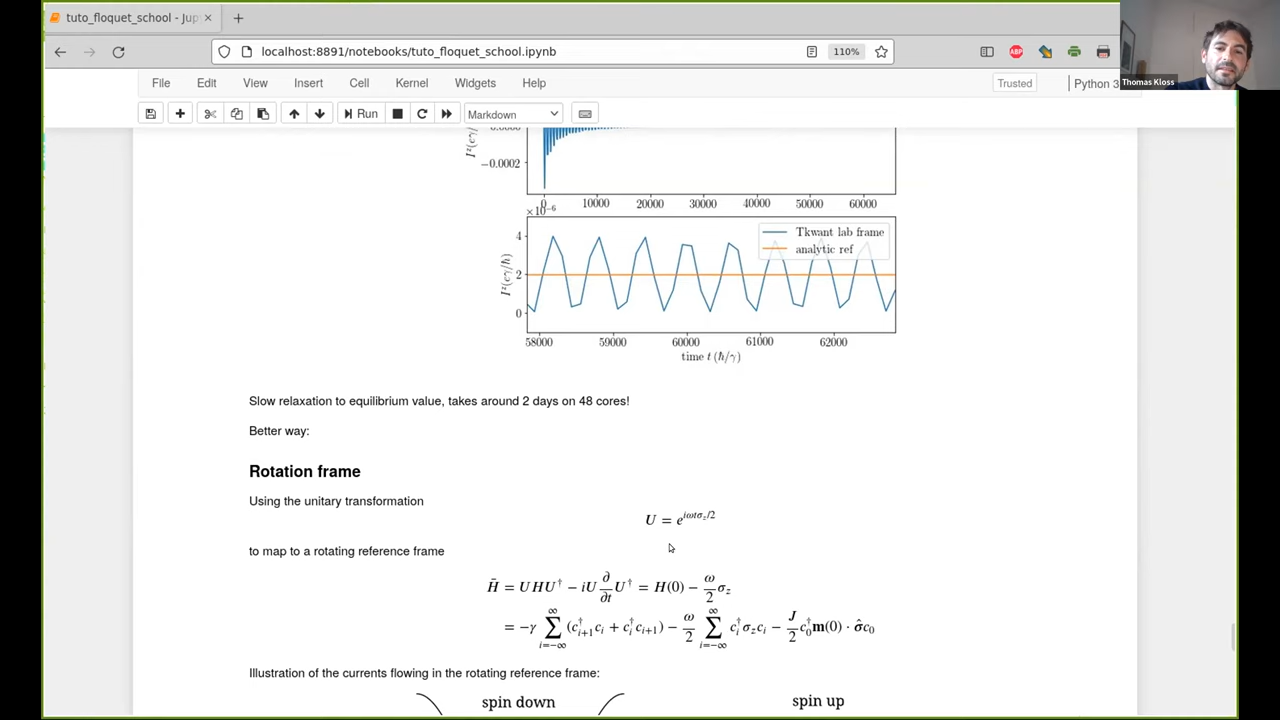 tuto_floquet_school - Jup
localhost:8891/notebooks/tuto_floquet_school.ipynb
110%
ABP
Thomas Kloss
File Edit View Insert Cell Kernel Widgets Help
Trusted
Python 3
Run
Markdown
0.0000
−0.0002
I^z(eγ/
0 10000 20000 30000 40000 50000 60000
×10⁻⁶
4
2
0
I^z(eγ/ħ)
Tkwant lab frame
analytic ref
58000 59000 60000 61000 62000
time t (ħ/γ)
Slow relaxation to equilibrium value, takes around 2 days on 48 cores!
Better way:
Rotation frame
Using the unitary transformation
U = e^{iωtσ_z/2}
to map to a rotating reference frame
H̄ = UHU† − iU ∂/∂t U† = H(0) − ω/2 σ_z
= −γ ∑_{i=−∞}^{∞} (c†_{i+1}c_i + c†_i c_{i+1}) − ω/2 ∑_{i=−∞}^{∞} c†_i σ_z c_i − J/2 c†_0 m(0) · σ̂c_0
Illustration of the currents flowing in the rotating reference frame:
spin down spin up